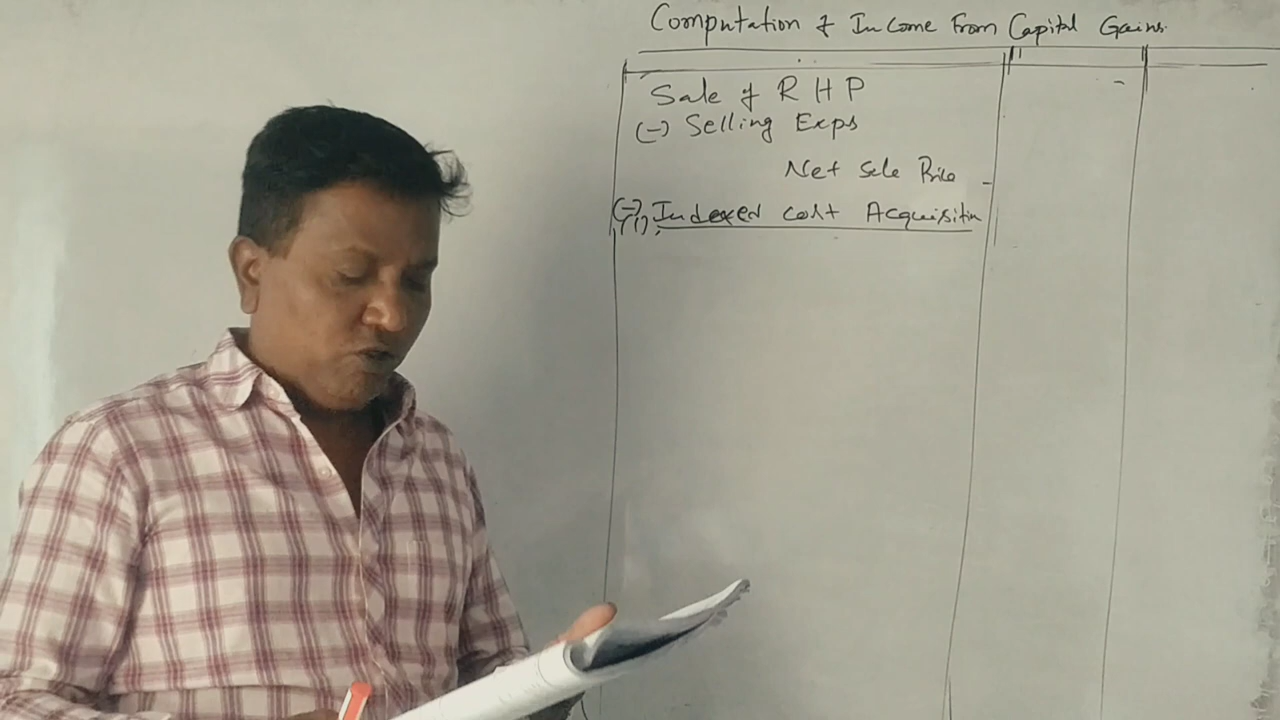 Computation of Income From Capital Gains
Sale of R H P
(-) Selling Exps
Net Sale Price
(-) 1) Indexed cost Acquisition